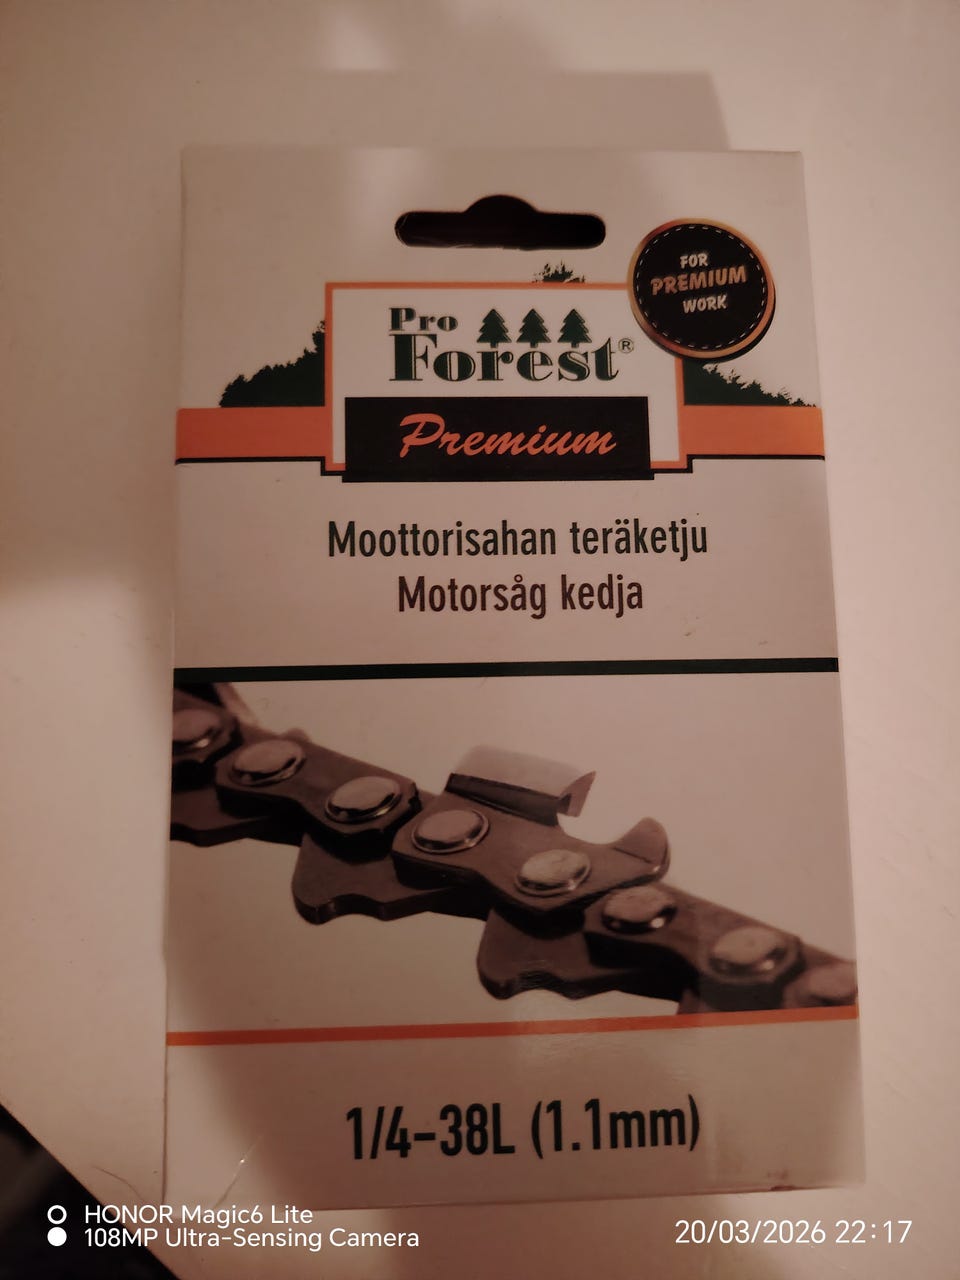 FOR
PREMIUM
WORK
Pro
Forest®
Premium
Moottorisahan teräketju
Motorsåg kedja
1/4-38L (1.1mm)
HONOR Magic6 Lite
108MP Ultra-Sensing Camera
20/03/2026 22:17